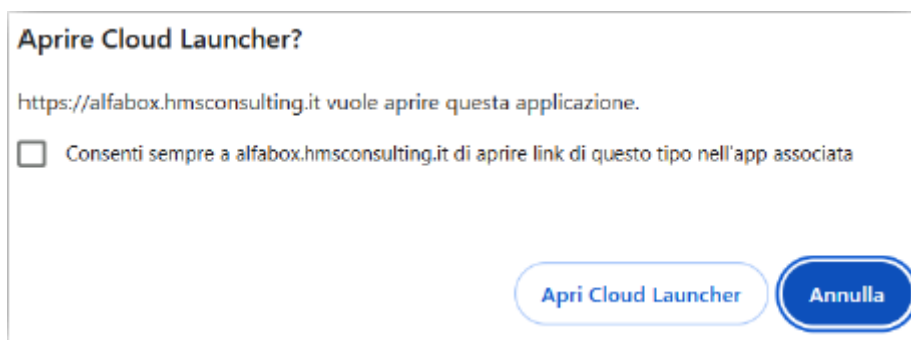 Aprire Cloud Launcher?
https://alfabox.hmsconsulting.it vuole aprire questa applicazione.
Consenti sempre a alfabox.hmsconsulting.it di aprire link di questo tipo nell'app associata
Apri Cloud Launcher
Annulla